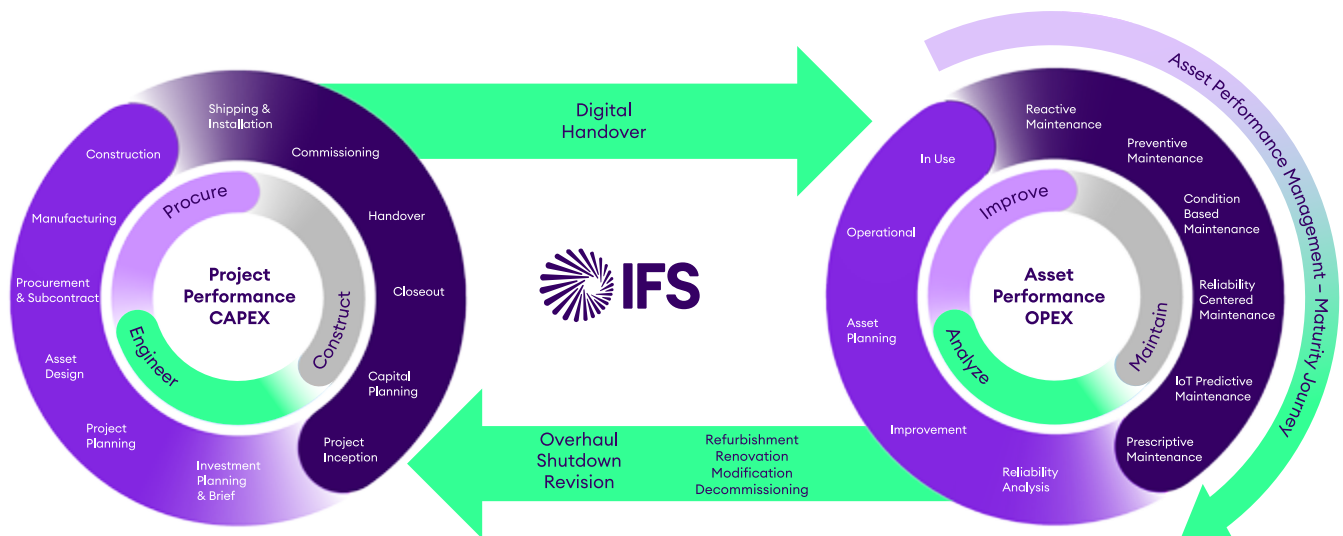 Shipping &
Installation
Commissioning
Handover
Closeout
Capital
Planning
Project
Inception
Investment
Planning
& Brief
Project
Planning
Asset
Design
Procurement
& Subcontract
Manufacturing
Construction
Procure
Construct
Engineer
Project
Performance
CAPEX
Digital
Handover
IFS
Overhaul
Shutdown
Revision
Refurbishment
Renovation
Modification
Decommissioning
Reactive
Maintenance
Preventive
Maintenance
Condition
Based
Maintenance
Reliability
Centered
Maintenance
IoT Predictive
Maintenance
Prescriptive
Maintenance
Reliability
Analysis
Improvement
Asset
Planning
Operational
In Use
Improve
Maintain
Analyze
Asset
Performance
OPEX
Asset Performance Management – Maturity Journey